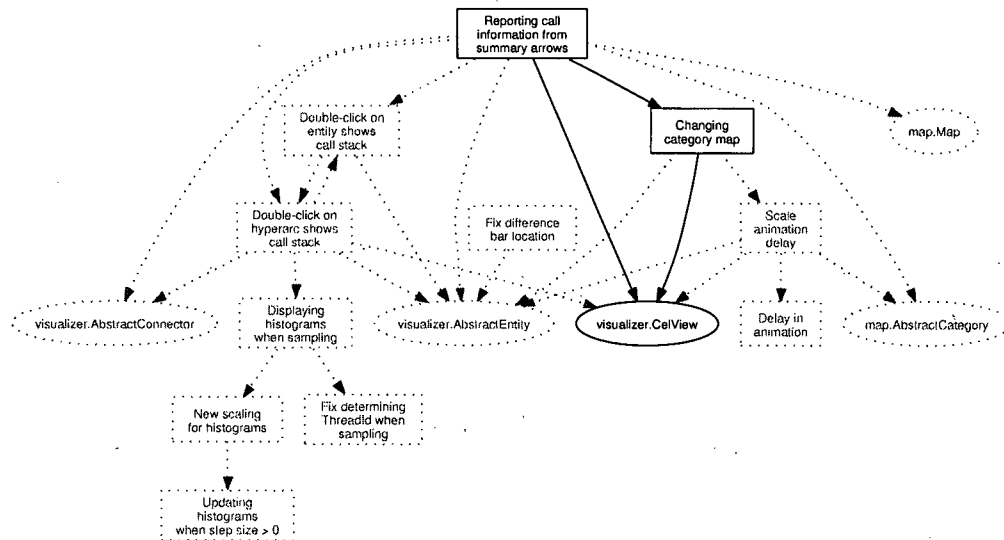 Reporting call
information from
summary arrows
Double-click on
entity shows
call stack
Changing
category map
map.Map
Double-click on
hyperarc shows
call stack
Fix difference
bar location
Scale
animation
delay
visualizer.AbstractConnector
Displaying
histograms
when sampling
visualizer.AbstractEntity
visualizer.CelView
Delay in
animation
map.AbstractCategory
New scaling
for histograms
Fix determining
ThreadId when
sampling
Updating
histograms
when step size > 0